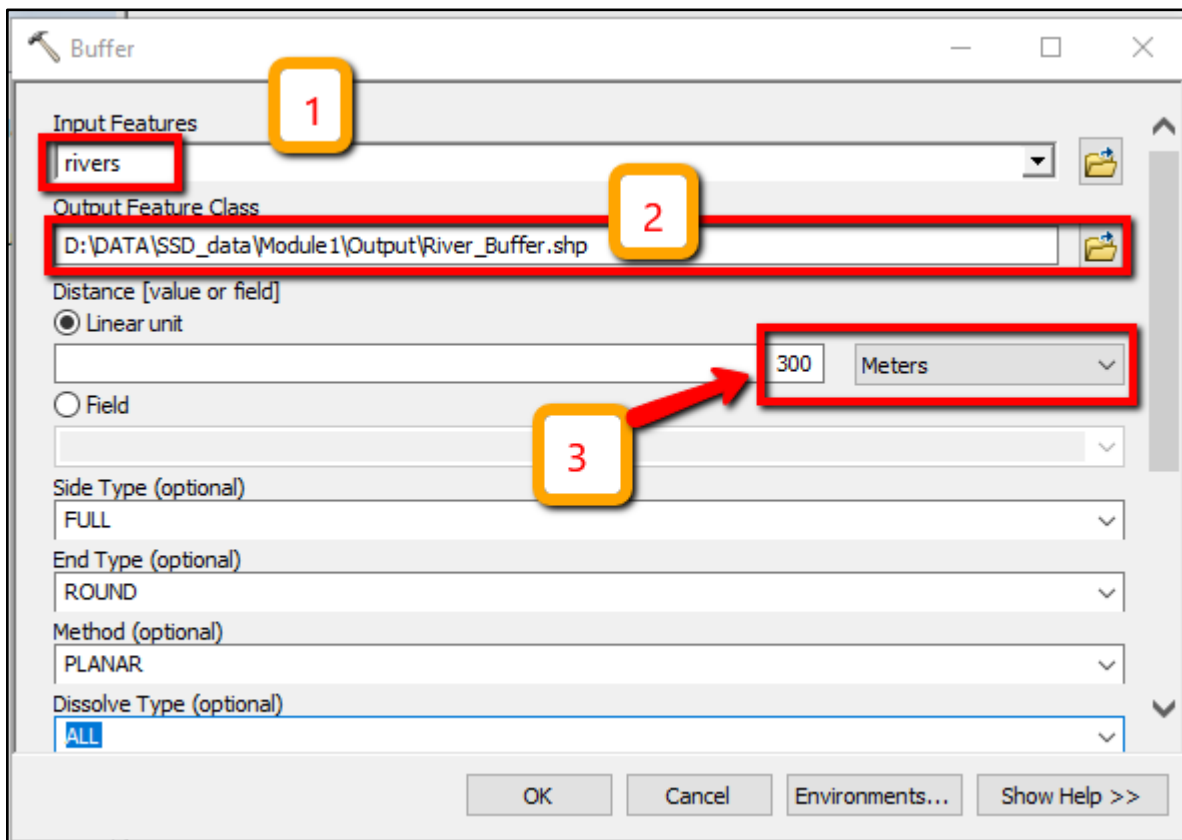 Buffer
1
Input Features
rivers
Output Feature Class
2
D:\DATA\SSD_data\Module1\Output\River_Buffer.shp
Distance [value or field]
Linear unit
300 Meters
Field
3
Side Type (optional)
FULL
End Type (optional)
ROUND
Method (optional)
PLANAR
Dissolve Type (optional)
ALL
OK Cancel Environments... Show Help >>